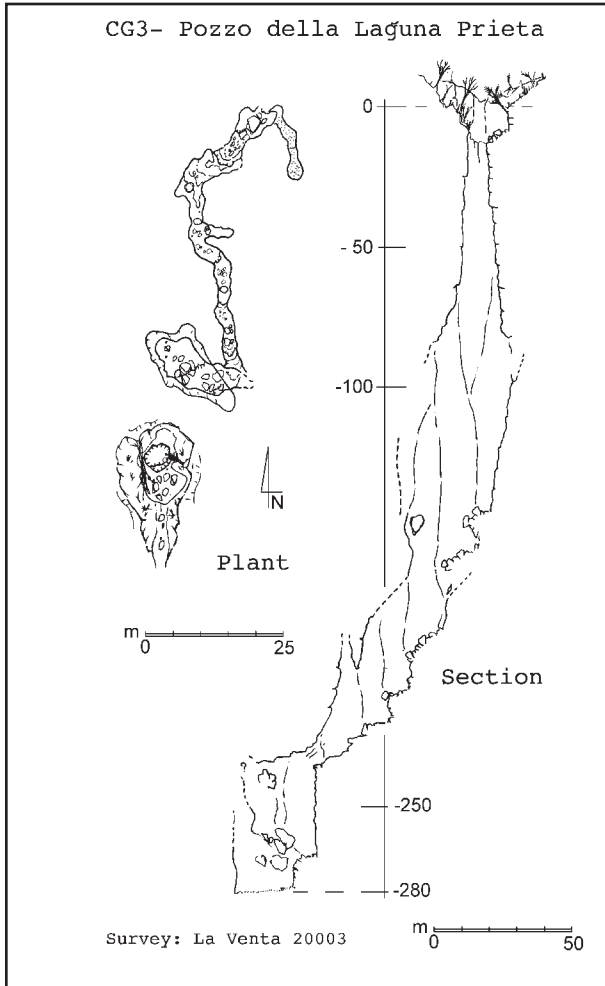 CG3- Pozzo della Laguna Prieta
0
- 50
-100
N
Plant
m
0 25
Section
-250
-280
Survey: La Venta 20003
m
0 50